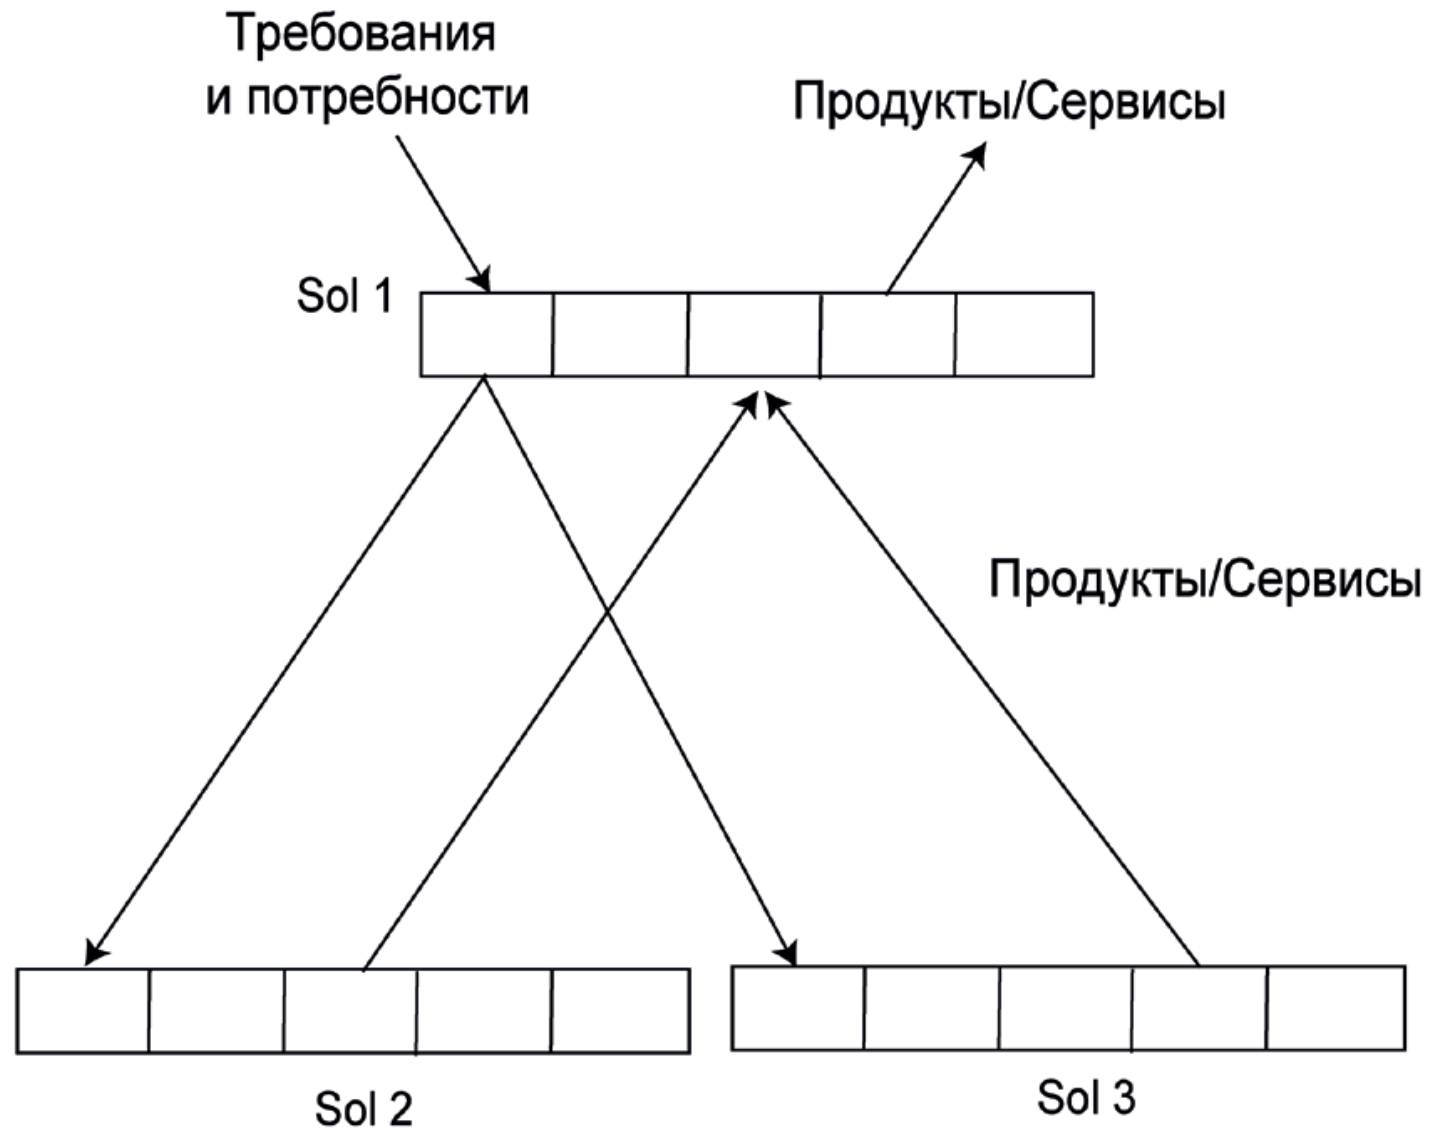 Требования
и потребности
Продукты/Сервисы
Sol 1
Продукты/Сервисы
Sol 2
Sol 3